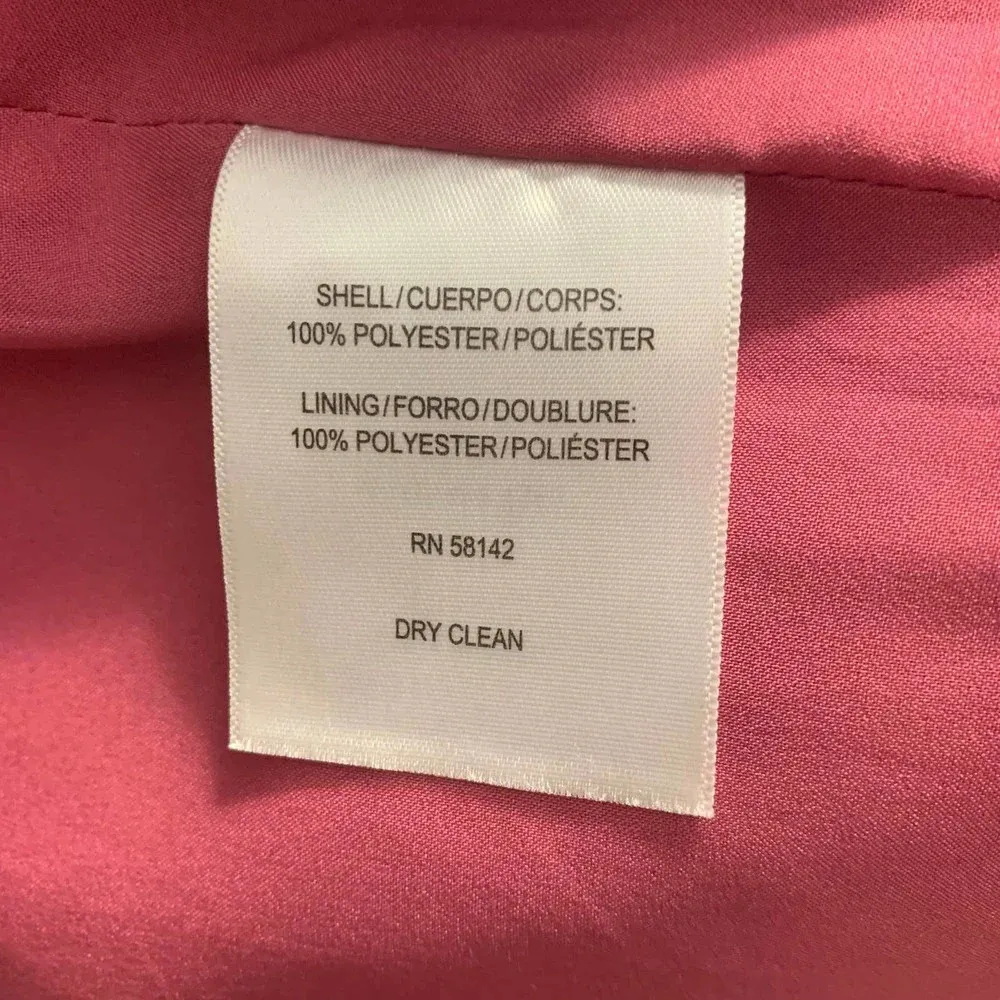 SHELL/CUERPO/CORPS:
100% POLYESTER/POLIÉSTER
LINING/FORRO/DOUBLURE:
100% POLYESTER/POLIÉSTER
RN 58142
DRY CLEAN